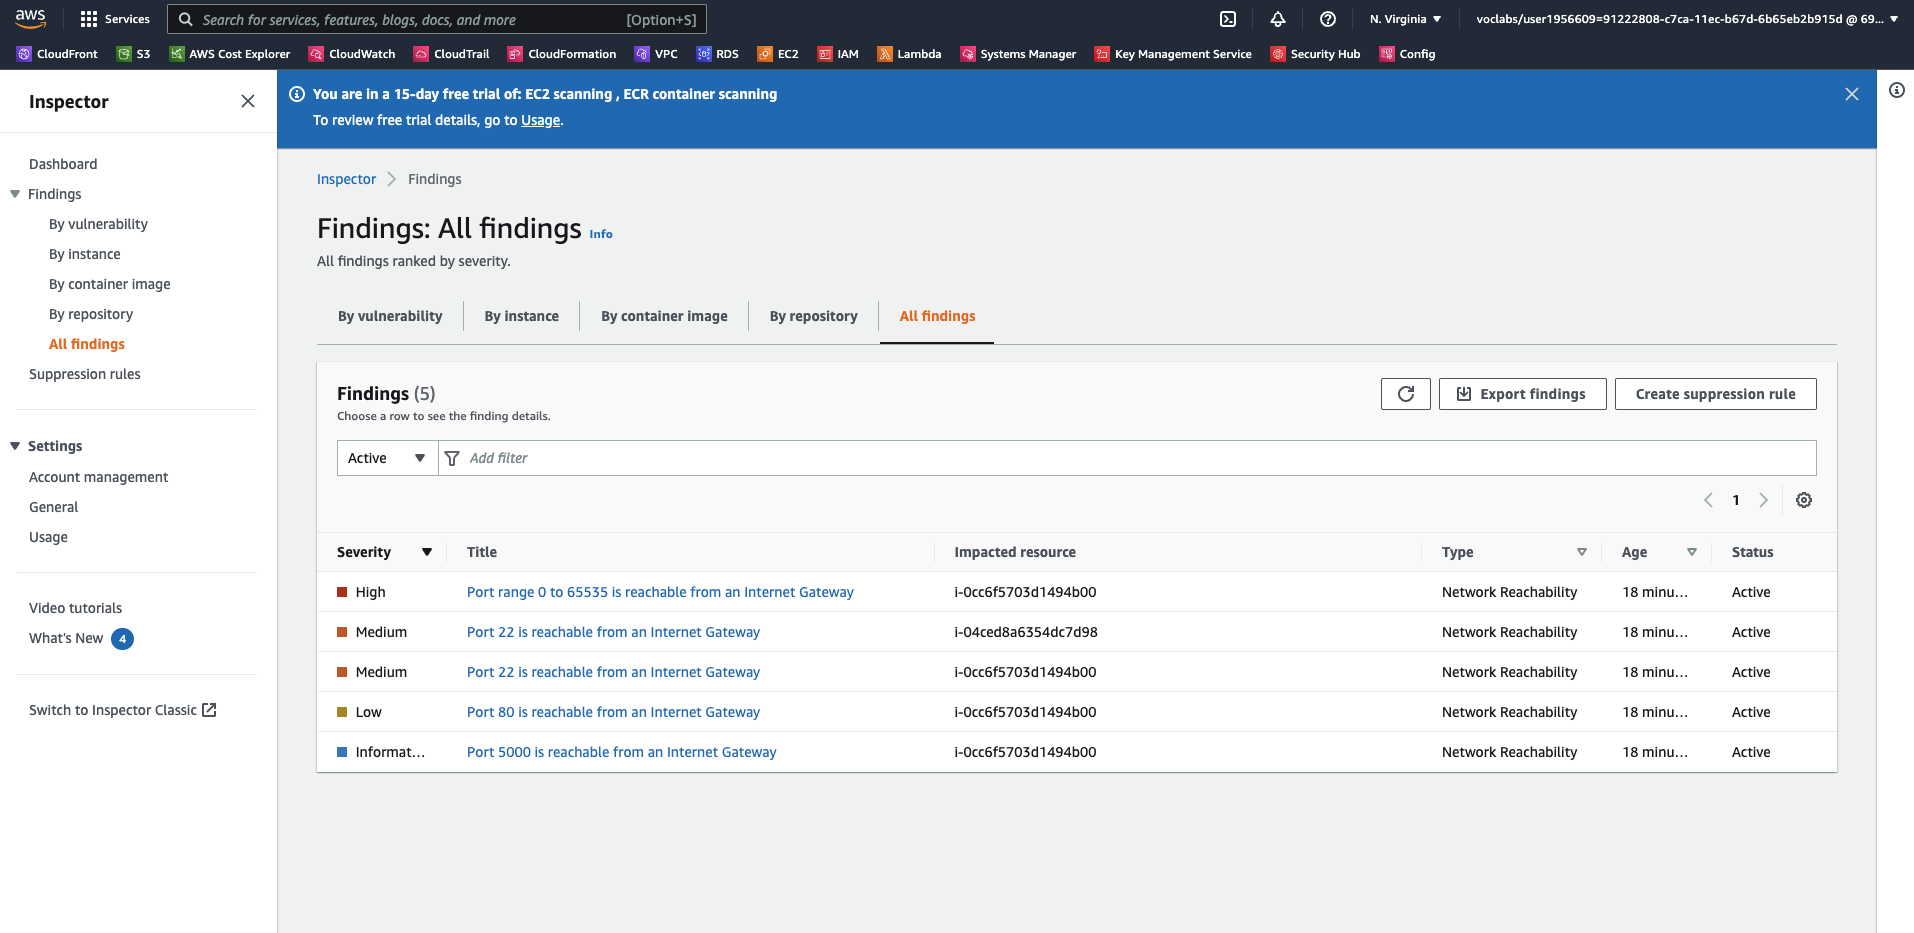 aws
Services
Search for services, features, blogs, docs, and more
[Option+S]
N. Virginia
voclabs/user1956609=91222808-c7ca-11ec-b67d-6b65eb2b915d @ 69...
CloudFront
S3
AWS Cost Explorer
CloudWatch
CloudTrail
CloudFormation
VPC
RDS
EC2
IAM
Lambda
Systems Manager
Key Management Service
Security Hub
Config
Inspector
Dashboard
Findings
By vulnerability
By instance
By container image
By repository
All findings
Suppression rules
Settings
Account management
General
Usage
Video tutorials
What's New 4
Switch to Inspector Classic
You are in a 15-day free trial of: EC2 scanning , ECR container scanning
To review free trial details, go to Usage.
Inspector
Findings
Findings: All findings Info
All findings ranked by severity.
By vulnerability
By instance
By container image
By repository
All findings
Findings (5)
Choose a row to see the finding details.
Export findings
Create suppression rule
Active
Add filter
1
Severity Title Impacted resource Type Age Status
High Port range 0 to 65535 is reachable from an Internet Gateway i-0cc6f5703d1494b00 Network Reachability 18 minu... Active
Medium Port 22 is reachable from an Internet Gateway i-04ced8a6354dc7d98 Network Reachability 18 minu... Active
Medium Port 22 is reachable from an Internet Gateway i-0cc6f5703d1494b00 Network Reachability 18 minu... Active
Low Port 80 is reachable from an Internet Gateway i-0cc6f5703d1494b00 Network Reachability 18 minu... Active
Informat... Port 5000 is reachable from an Internet Gateway i-0cc6f5703d1494b00 Network Reachability 18 minu... Active